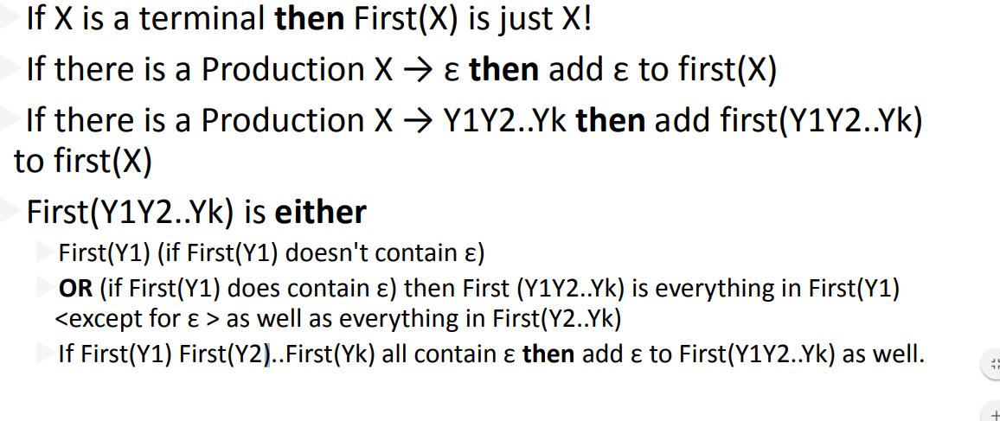 If X is a terminal then First(X) is just X!
If there is a Production X → ε then add ε to first(X)
If there is a Production X → Y1Y2..Yk then add first(Y1Y2..Yk)
to first(X)
First(Y1Y2..Yk) is either
First(Y1) (if First(Y1) doesn't contain ε)
OR (if First(Y1) does contain ε) then First (Y1Y2..Yk) is everything in First(Y1)
<except for ε > as well as everything in First(Y2..Yk)
If First(Y1) First(Y2)..First(Yk) all contain ε then add ε to First(Y1Y2..Yk) as well.